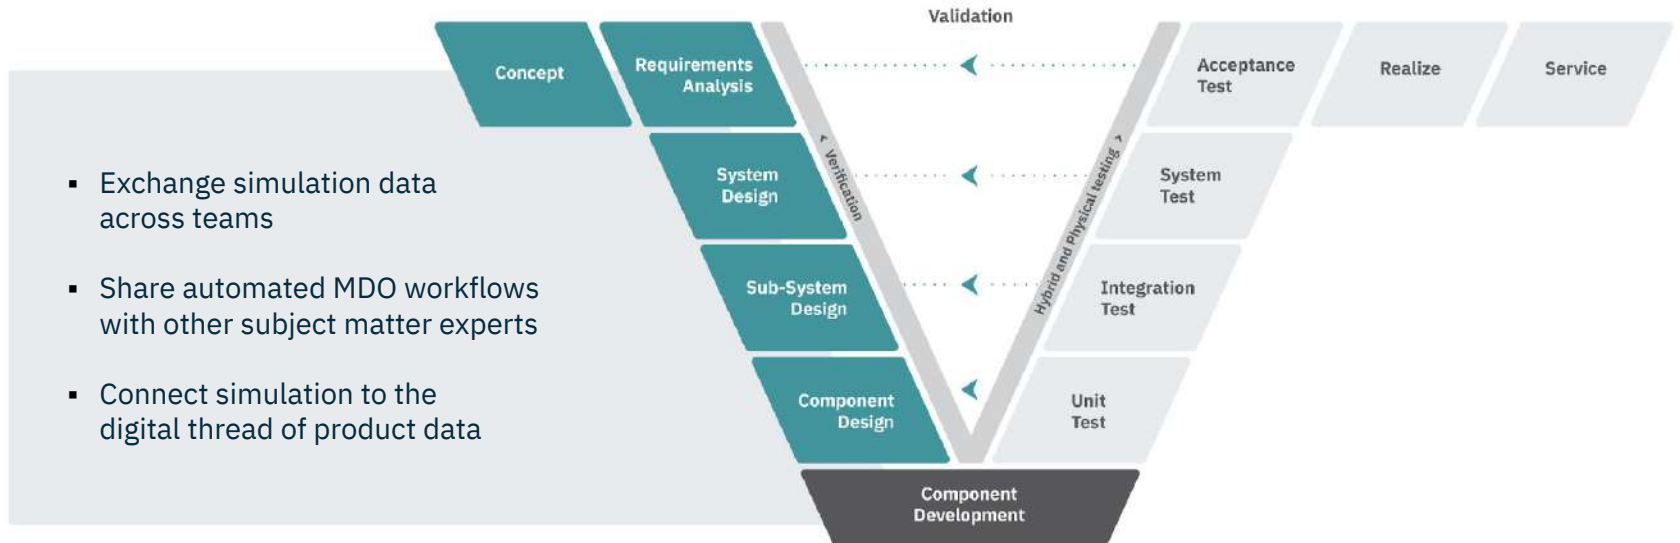 Validation
Concept
Requirements
Analysis
Acceptance
Test
Realize
Service
▪ Exchange simulation data
across teams
▪ Share automated MDO workflows
with other subject matter experts
▪ Connect simulation to the
digital thread of product data
System
Design
< Verification
Hybrid and Physical testing >
System
Test
Sub-System
Design
Integration
Test
Component
Design
Unit
Test
Component
Development